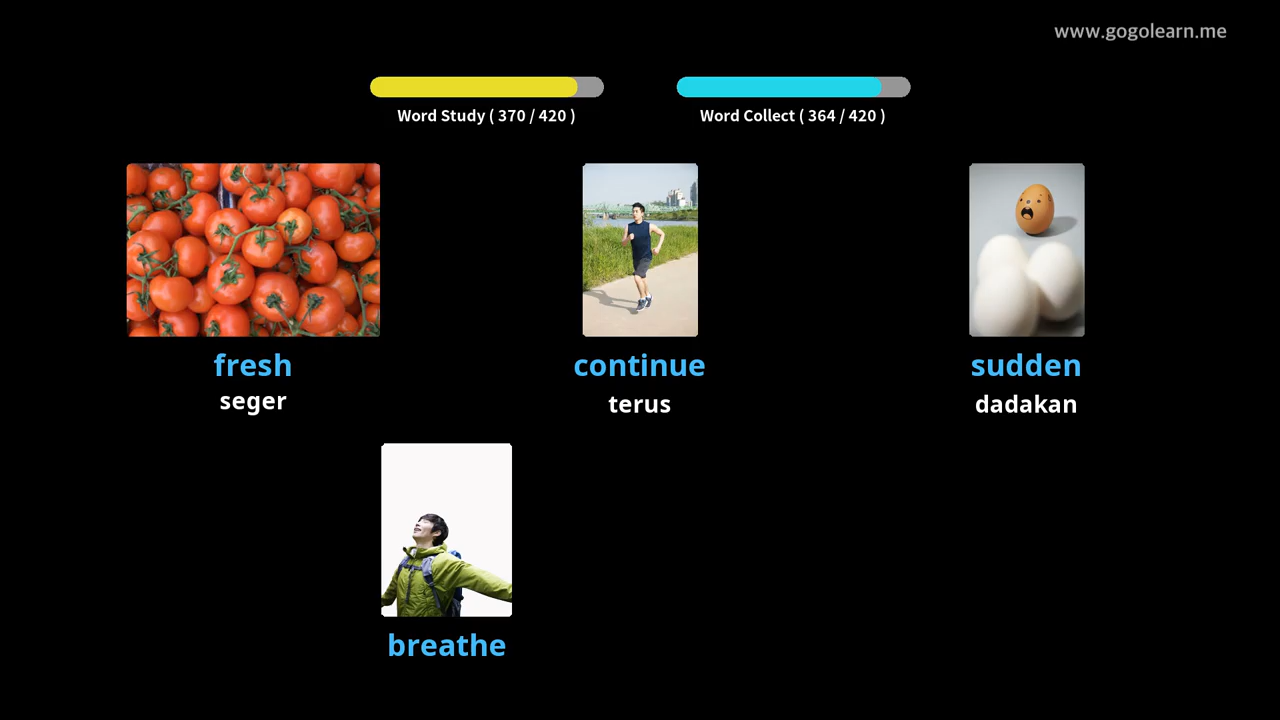 www.gogolearn.me
Word Study ( 370 / 420 )
Word Collect ( 364 / 420 )
fresh
seger
continue
terus
sudden
dadakan
breathe